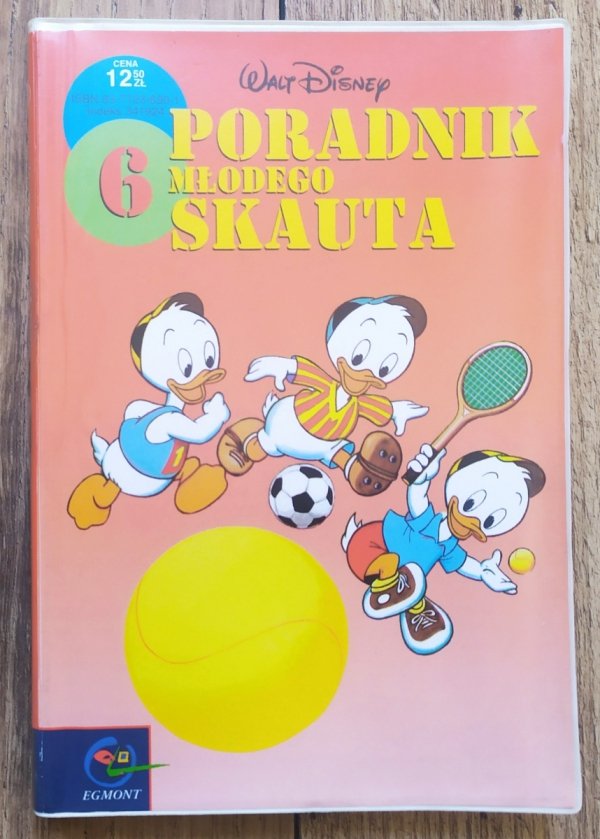 CENA
12 50 ZŁ
WALT DISNEY
6
PORADNIK
MŁODEGO
SKAUTA
1
EGMONT